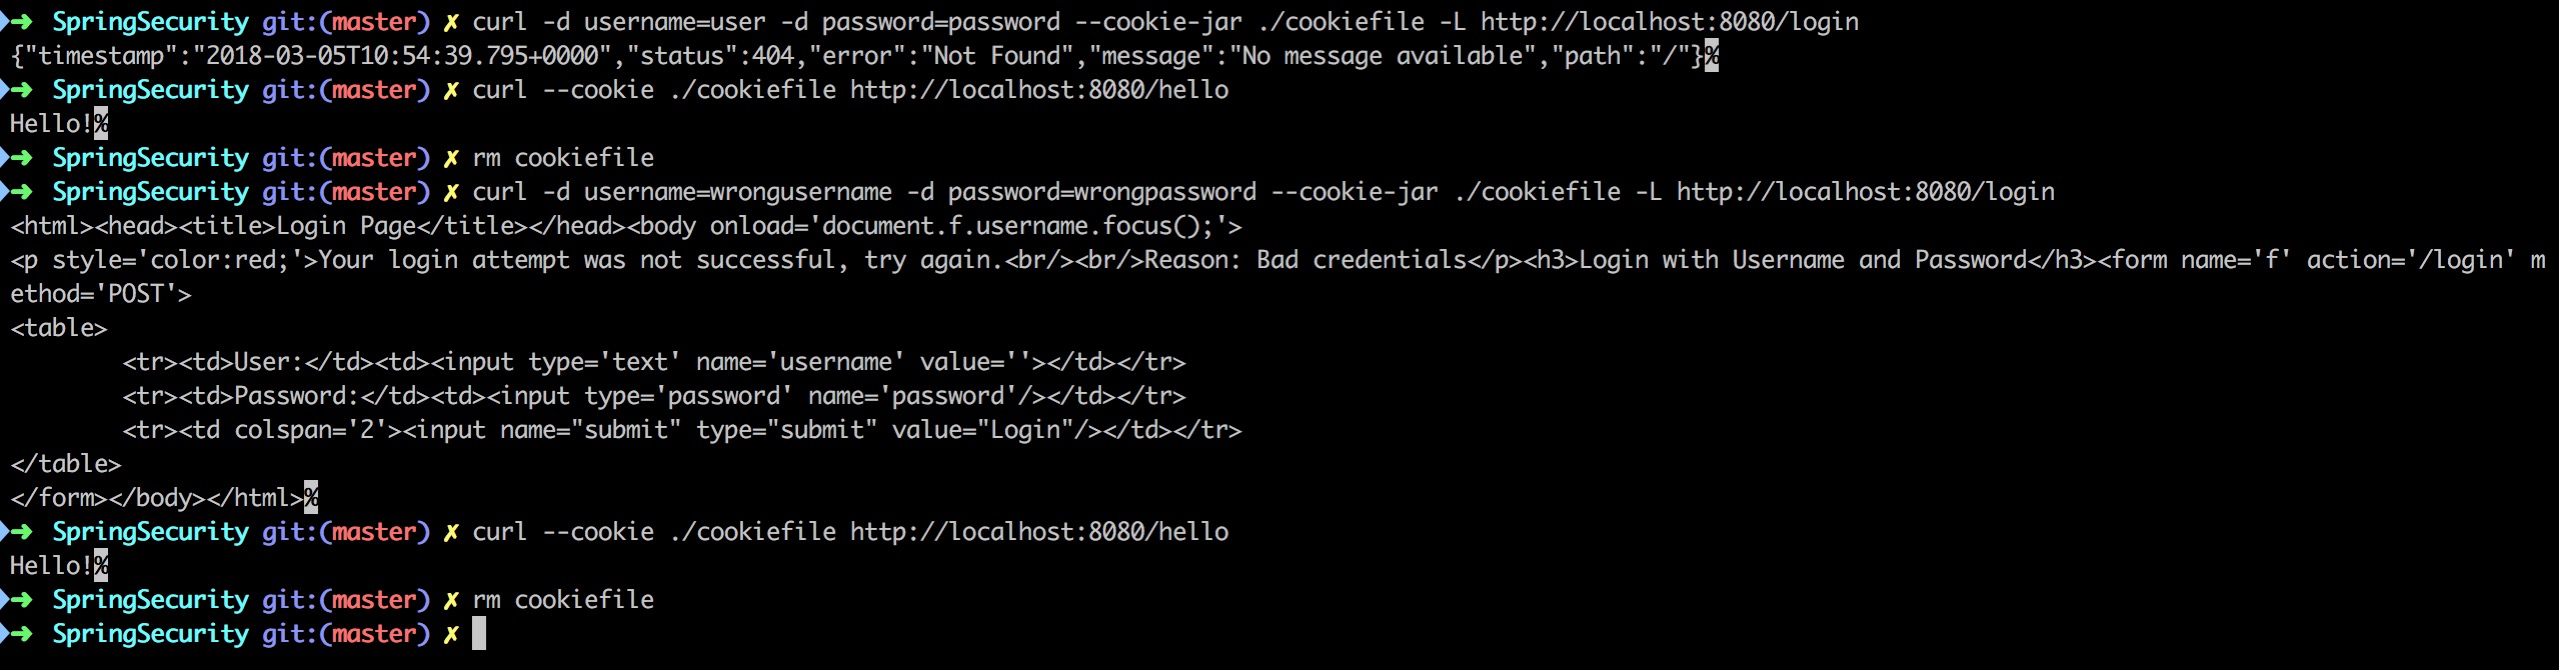 ➜  SpringSecurity git:(master) ✗ curl -d username=user -d password=password --cookie-jar ./cookiefile -L http://localhost:8080/login
{"timestamp":"2018-03-05T10:54:39.795+0000","status":404,"error":"Not Found","message":"No message available","path":"/"}%
➜  SpringSecurity git:(master) ✗ curl --cookie ./cookiefile http://localhost:8080/hello
Hello!%
➜  SpringSecurity git:(master) ✗ rm cookiefile
➜  SpringSecurity git:(master) ✗ curl -d username=wrongusername -d password=wrongpassword --cookie-jar ./cookiefile -L http://localhost:8080/login
<html><head><title>Login Page</title></head><body onload='document.f.username.focus();'>
<p style='color:red;'>Your login attempt was not successful, try again.<br/><br/>Reason: Bad credentials</p><h3>Login with Username and Password</h3><form name='f' action='/login' m
ethod='POST'>
<table>
        <tr><td>User:</td><td><input type='text' name='username' value=''></td></tr>
        <tr><td>Password:</td><td><input type='password' name='password'/></td></tr>
        <tr><td colspan='2'><input name="submit" type="submit" value="Login"/></td></tr>
</table>
</form></body></html>%
➜  SpringSecurity git:(master) ✗ curl --cookie ./cookiefile http://localhost:8080/hello
Hello!%
➜  SpringSecurity git:(master) ✗ rm cookiefile
➜  SpringSecurity git:(master) ✗